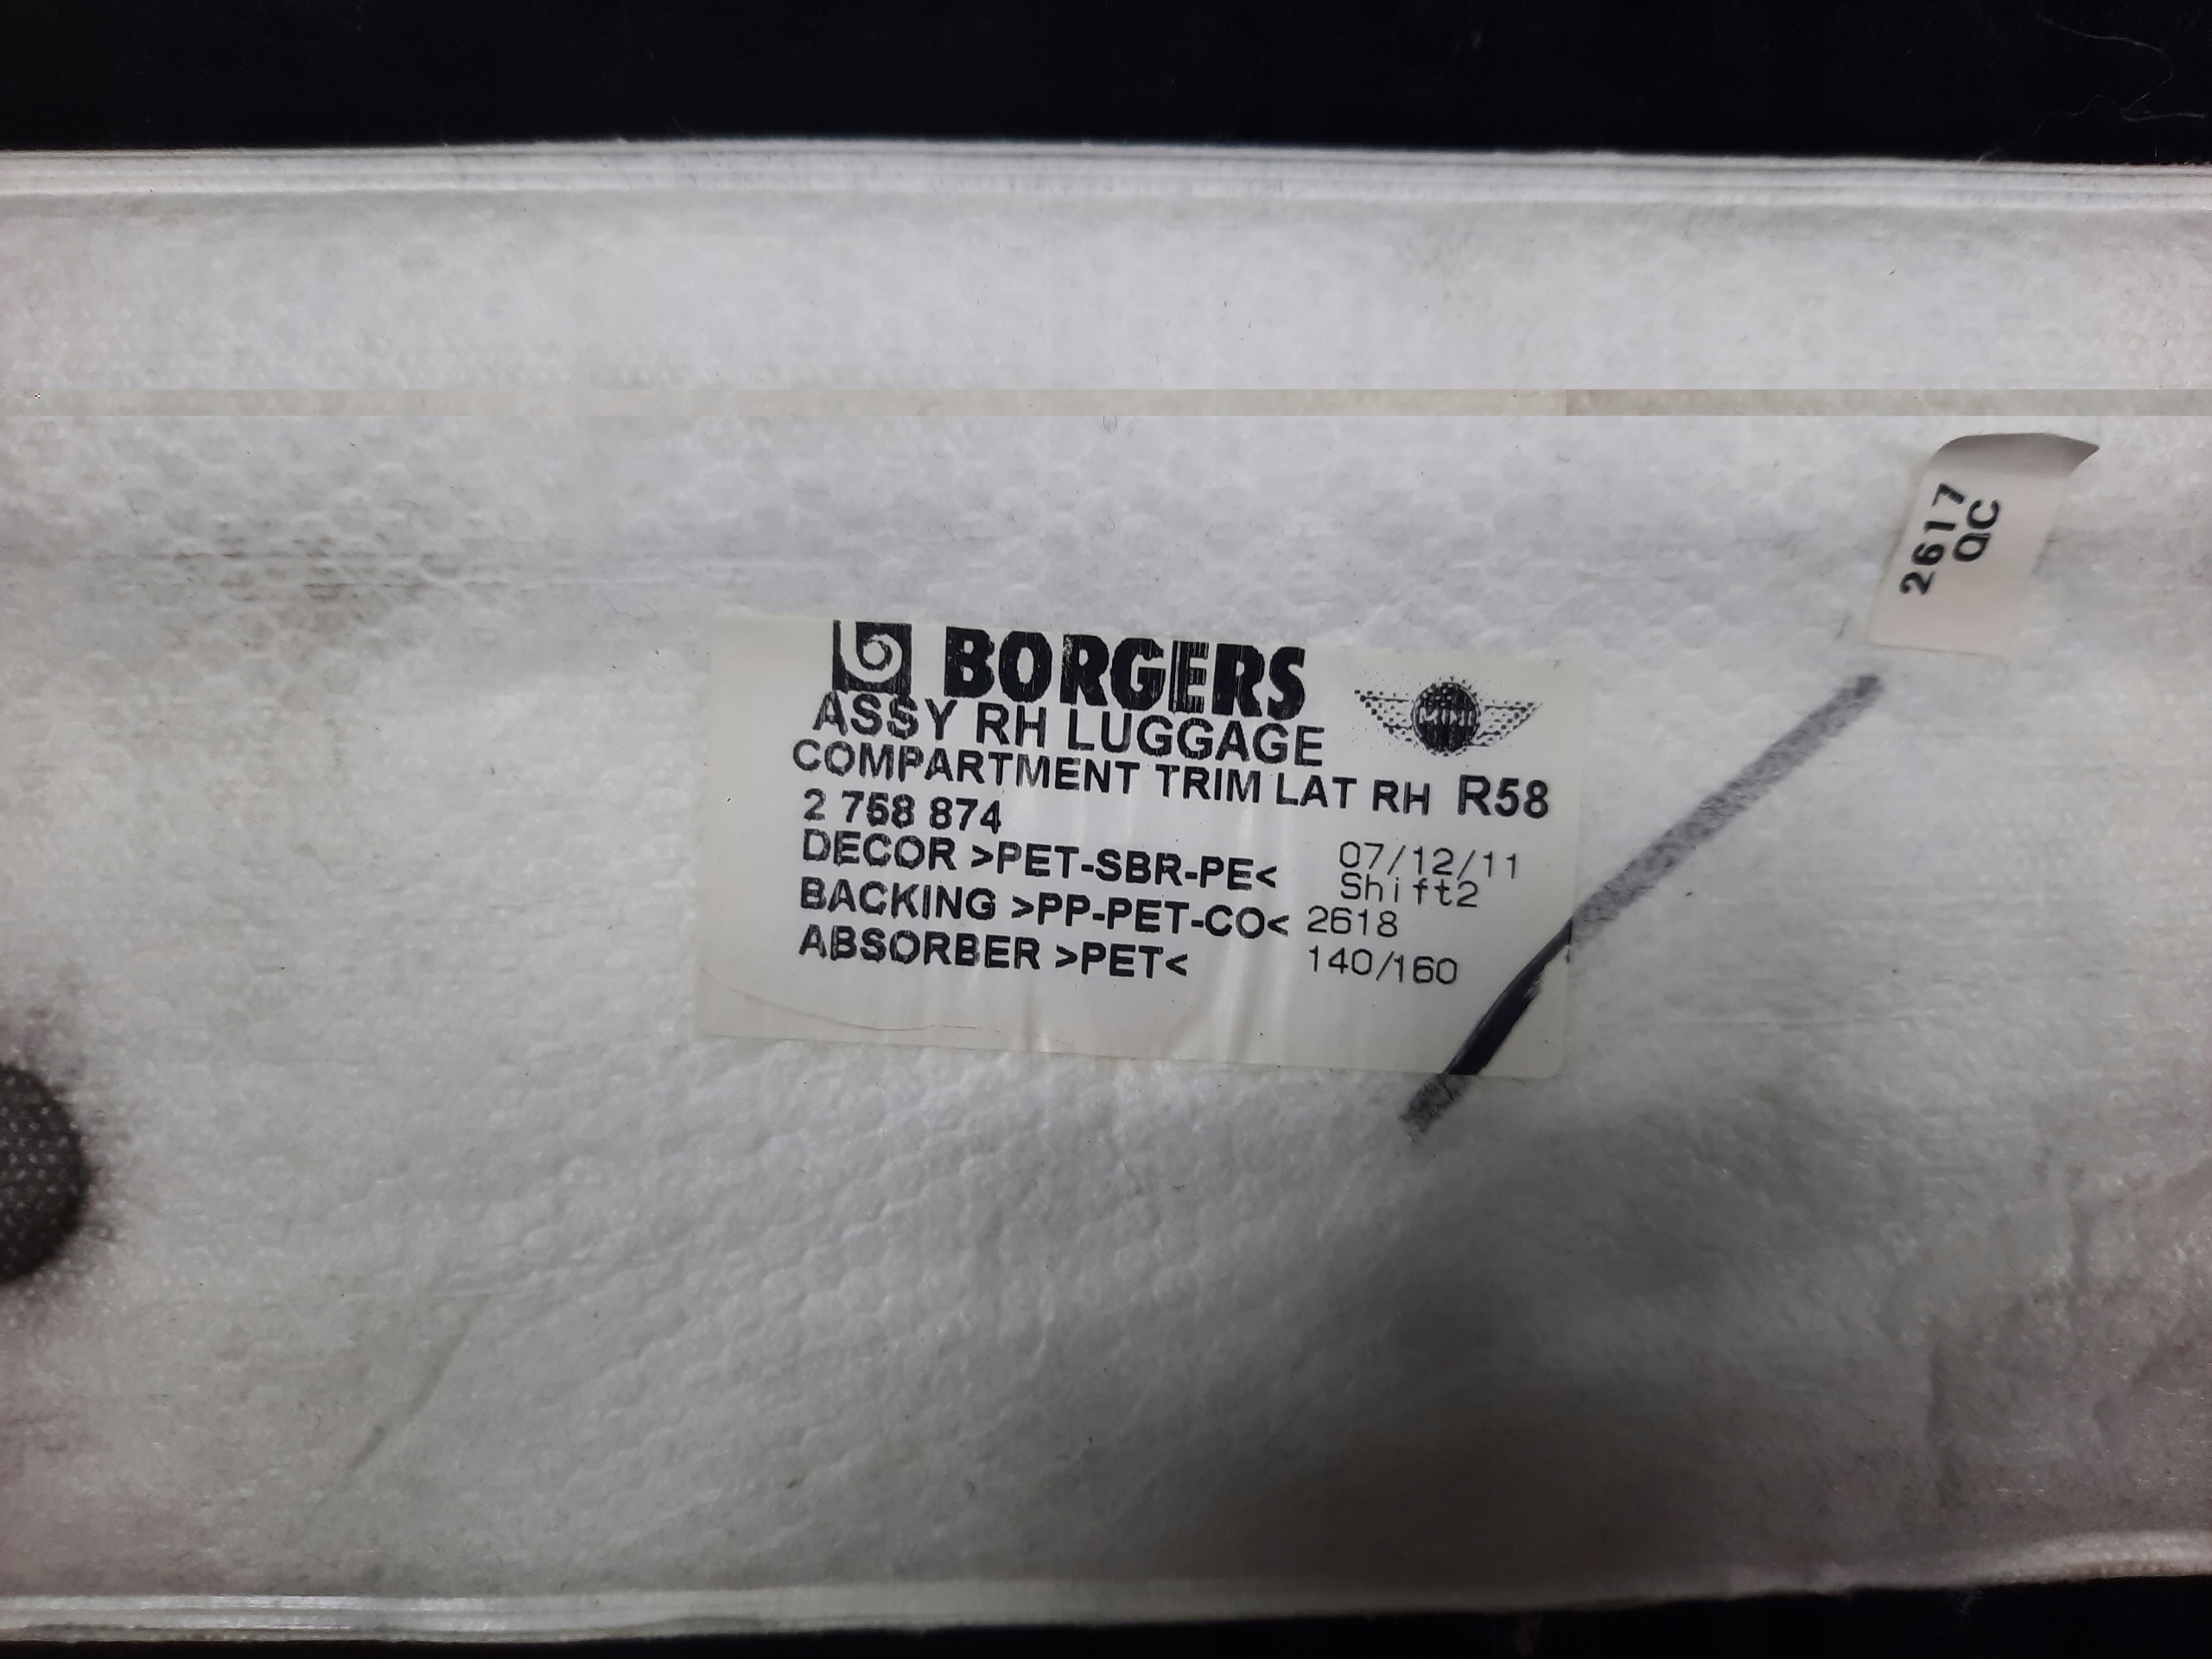 BORGERS
MINI
ASSY RH LUGGAGE
COMPARTMENT TRIM LAT RH R58
2 758 874
DECOR >PET-SBR-PE< 07/12/11
Shift2
BACKING >PP-PET-CO< 2618
ABSORBER >PET< 140/160
2617
QC